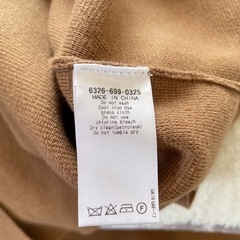 6326-699-0325
MADE IN CHINA
Do not wash
Cool iron Use
press cloth
Do not use
chlorine bleach
Dry clean(petroleum)
Do not tumble dry
F